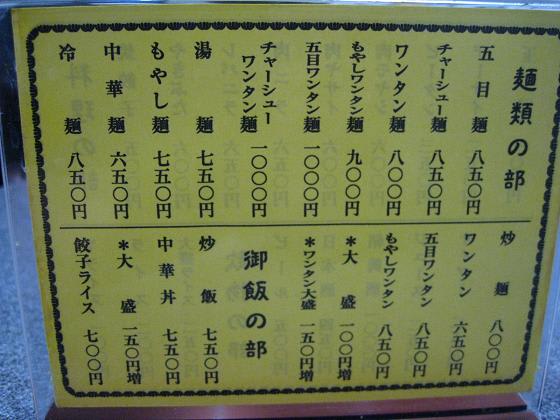 麺類の部
五目麺 八五〇円
チャーシュー麺 八五〇円
ワンタン麺 八〇〇円
もやしワンタン麺 九〇〇円
五目ワンタン麺 一〇〇〇円
チャーシュー
ワンタン麺 一〇〇〇円
湯麺 七五〇円
もやし麺 七五〇円
中華麺 六五〇円
冷麺 八五〇円
炒麺 八〇〇円
ワンタン 六五〇円
五目ワンタン 八五〇円
もやしワンタン 八五〇円
*大盛 一〇〇円増
*ワンタン大盛 一五〇円増
御飯の部
炒飯 七五〇円
中華丼 七五〇円
*大盛 一五〇円増
餃子ライス 七〇〇円